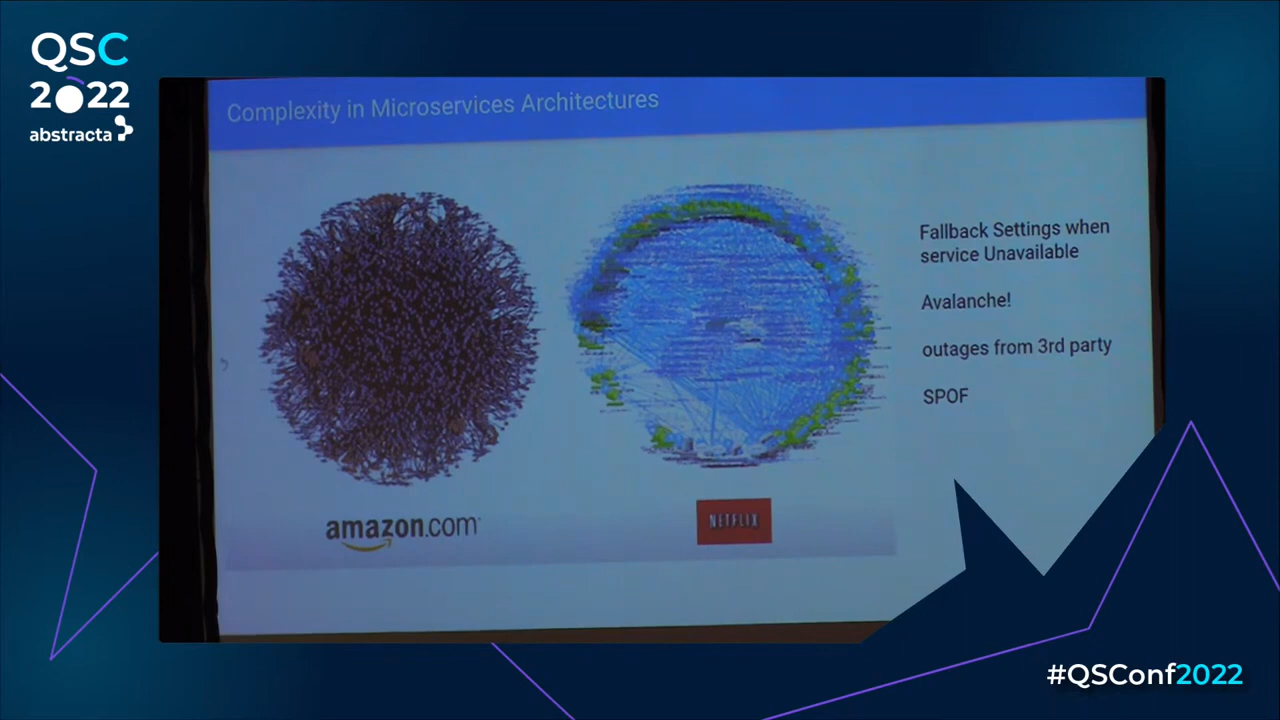 QSC
2022
abstracta
Complexity in Microservices Architectures
Fallback Settings when
service Unavailable
Avalanche!
outages from 3rd party
SPOF
amazon.com
NETFLIX
#QSConf2022